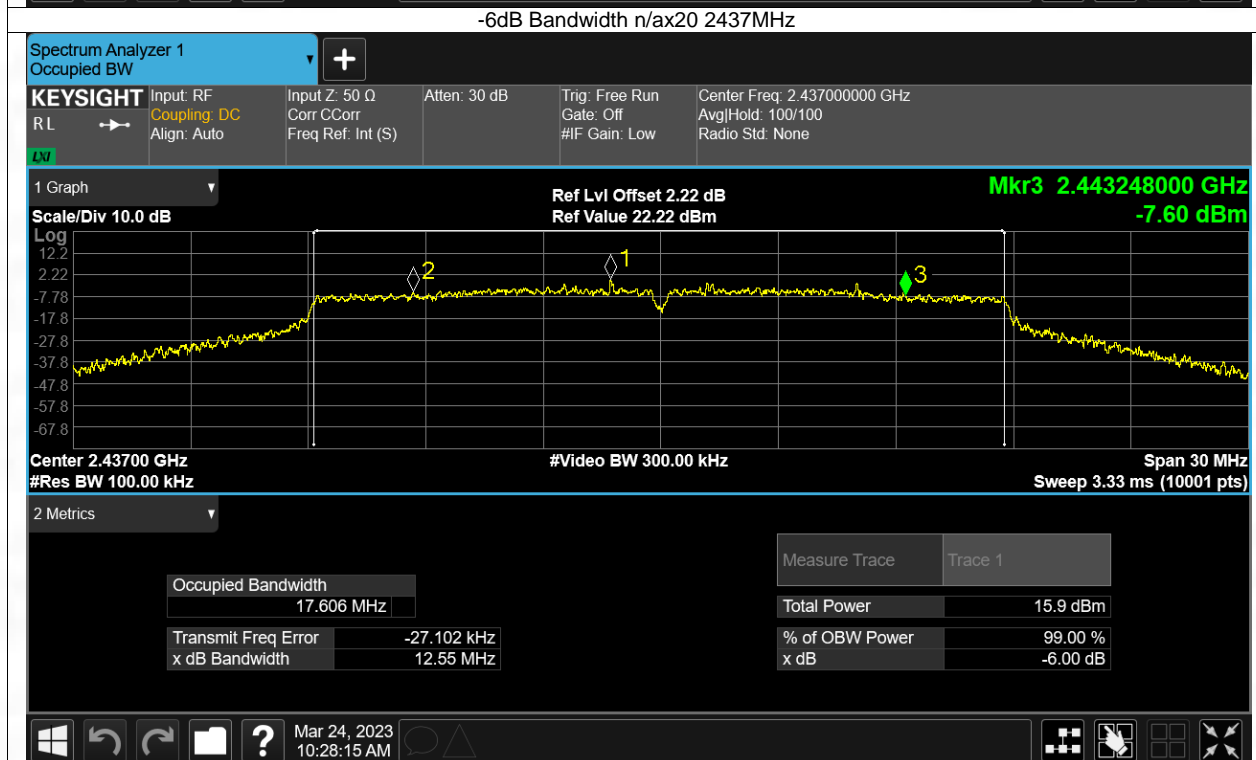 -6dB Bandwidth n/ax20 2437MHz
Spectrum Analyzer 1
Occupied BW
+
KEYSIGHT Input: RF Input Z: 50 Ω Atten: 30 dB Trig: Free Run Center Freq: 2.437000000 GHz
RL Coupling: DC Corr CCorr Gate: Off Avg|Hold: 100/100
Align: Auto Freq Ref: Int (S) #IF Gain: Low Radio Std: None
LXI
1 Graph Ref Lvl Offset 2.22 dB Mkr3 2.443248000 GHz
Scale/Div 10.0 dB Ref Value 22.22 dBm -7.60 dBm
Log
12.2
2.22
-7.78
-17.8
-27.8
-37.8
-47.8
-57.8
-67.8
2
1
3
Center 2.43700 GHz #Video BW 300.00 kHz Span 30 MHz
#Res BW 100.00 kHz Sweep 3.33 ms (10001 pts)
2 Metrics
Measure Trace Trace 1
Occupied Bandwidth
17.606 MHz Total Power 15.9 dBm
Transmit Freq Error -27.102 kHz % of OBW Power 99.00 %
x dB Bandwidth 12.55 MHz x dB -6.00 dB
? Mar 24, 2023
10:28:15 AM